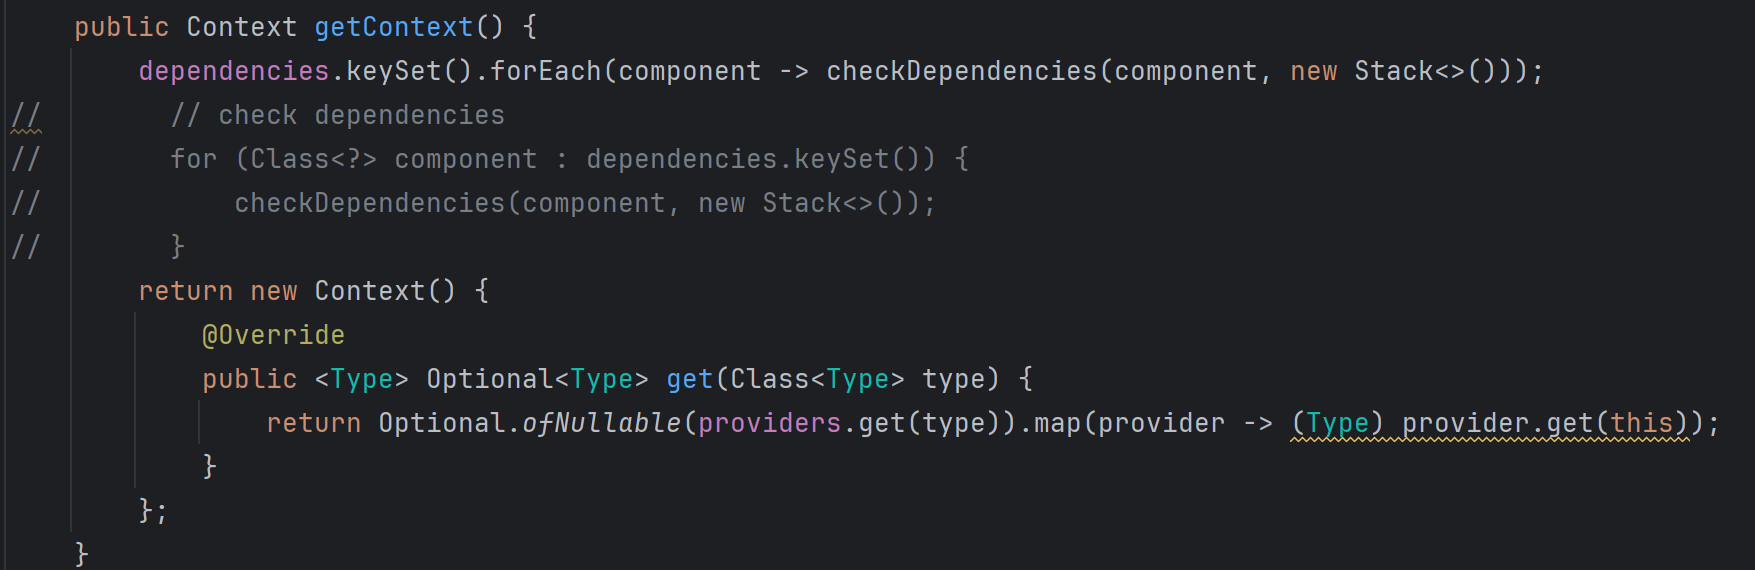 public Context getContext() {
dependencies.keySet().forEach(component -> checkDependencies(component, new Stack<>()));
// // check dependencies
// for (Class<?> component : dependencies.keySet()) {
// checkDependencies(component, new Stack<>());
// }
return new Context() {
@Override
public <Type> Optional<Type> get(Class<Type> type) {
return Optional.ofNullable(providers.get(type)).map(provider -> (Type) provider.get(this));
}
};
}